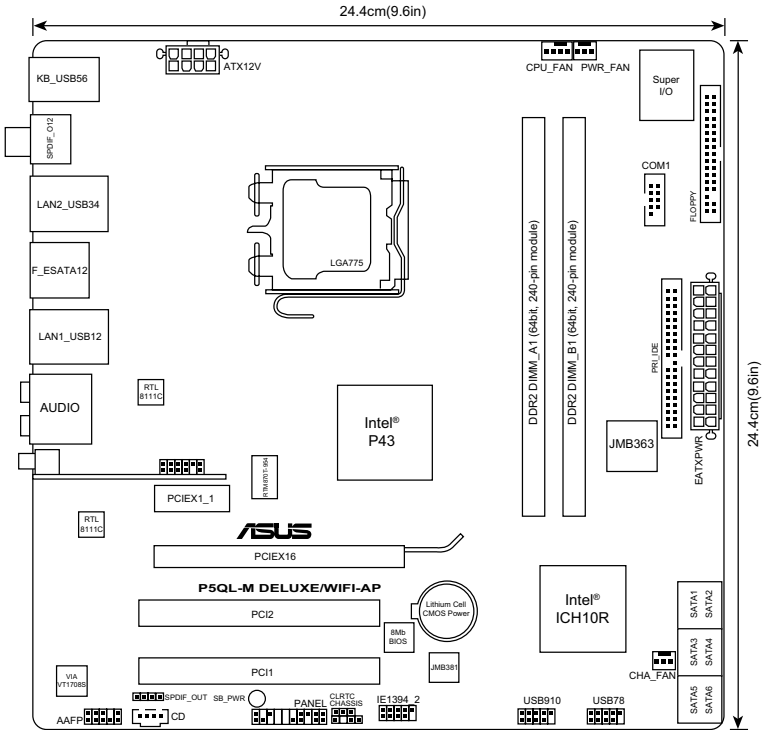 24.4cm(9.6in)
KB_USB56
ATX12V
CPU_FAN
PWR_FAN
Super
I/O
SPDIF_O12
LAN2_USB34
F_ESATA12
LAN1_USB12
AUDIO
LGA775
DDR2 DIMM_A1 (64bit, 240-pin module)
DDR2 DIMM_B1 (64bit, 240-pin module)
COM1
FLOPPY
PRI_IDE
EATXPWR
24.4cm(9.6in)
RTL
8111C
Intel®
P43
JMB363
RTM870T-954
PCIEX1_1
RTL
8111C
ASUS
PCIEX16
P5QL-M DELUXE/WIFI-AP
PCI2
Lithium Cell
CMOS Power
8Mb
BIOS
Intel®
ICH10R
SATA1
SATA2
SATA3
SATA4
SATA5
SATA6
CHA_FAN
PCI1
JMB381
VIA
VT1708S
SPDIF_OUT
SB_PWR
CLRTC
CHASSIS
PANEL
IE1394_2
USB910
USB78
AAFP
CD